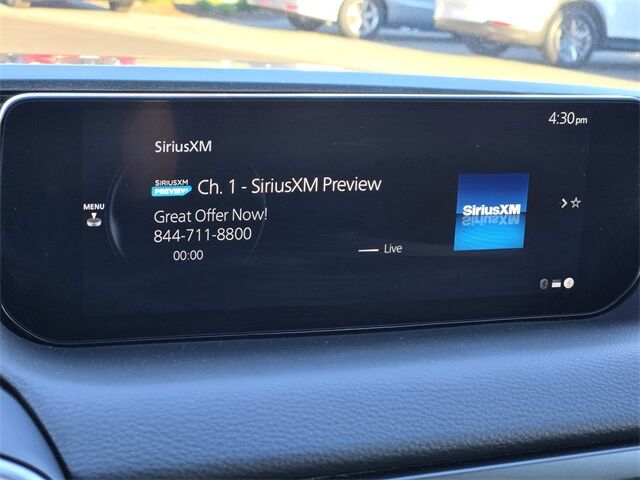 4:30pm
SiriusXM
SIRIUSXM PREVIEW
Ch. 1 - SiriusXM Preview
MENU
Great Offer Now!
844-711-8800
00:00
Live
SiriusXM